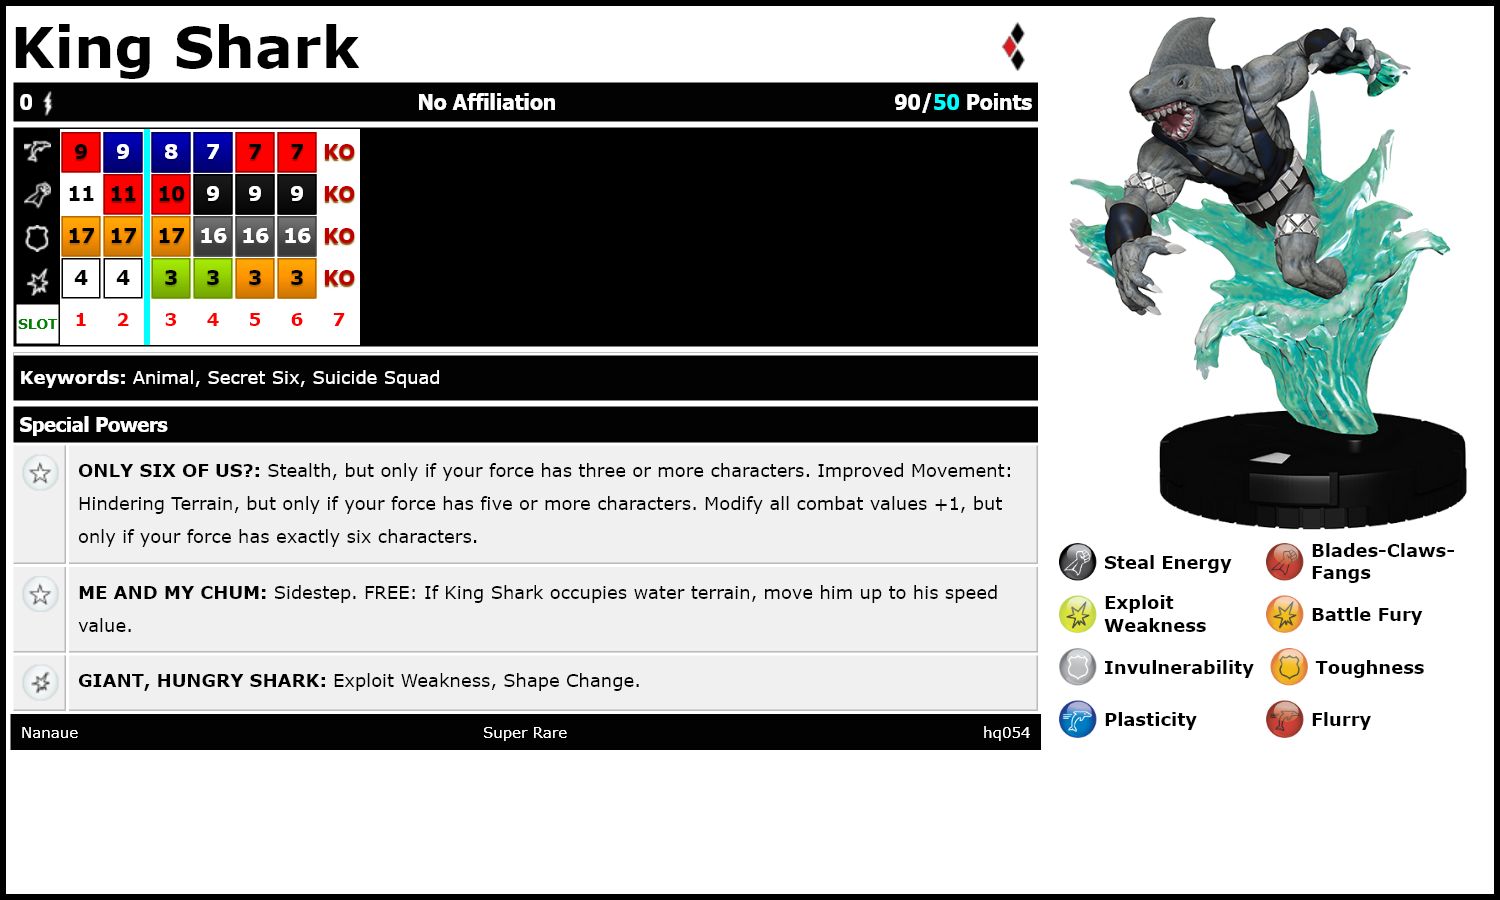 King Shark
0 No Affiliation 90/50 Points
9 9 8 7 7 7 KO
11 11 10 9 9 9 KO
17 17 17 16 16 16 KO
4 4 3 3 3 3 KO
SLOT 1 2 3 4 5 6 7
Keywords: Animal, Secret Six, Suicide Squad
Special Powers
ONLY SIX OF US?: Stealth, but only if your force has three or more characters. Improved Movement:
Hindering Terrain, but only if your force has five or more characters. Modify all combat values +1, but
only if your force has exactly six characters.
ME AND MY CHUM: Sidestep. FREE: If King Shark occupies water terrain, move him up to his speed
value.
GIANT, HUNGRY SHARK: Exploit Weakness, Shape Change.
Nanaue Super Rare hq054
Steal Energy
Blades-Claws-
Fangs
Exploit
Weakness
Battle Fury
Invulnerability
Toughness
Plasticity
Flurry